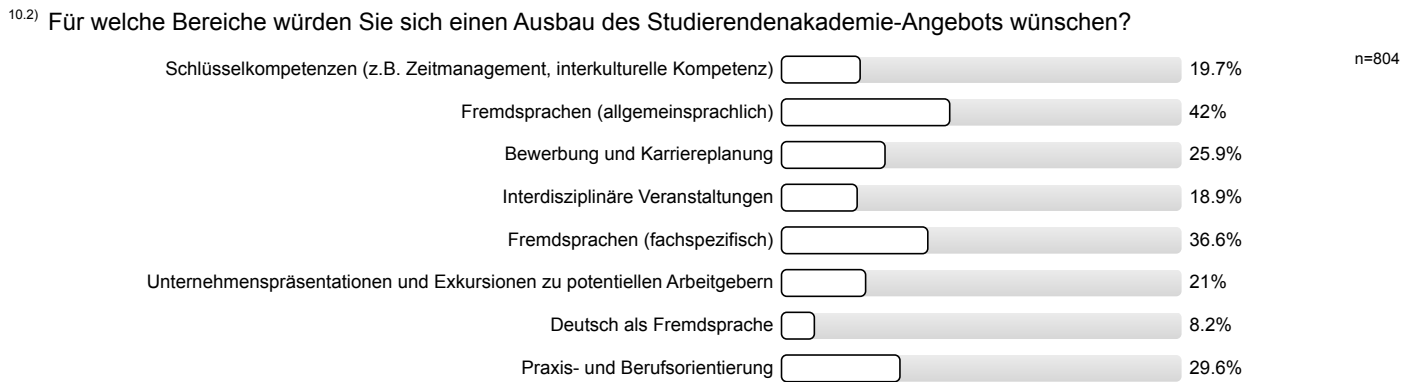 10.2) Für welche Bereiche würden Sie sich einen Ausbau des Studierendenakademie-Angebots wünschen?
n=804
Schlüsselkompetenzen (z.B. Zeitmanagement, interkulturelle Kompetenz) 19.7%
Fremdsprachen (allgemeinsprachlich) 42%
Bewerbung und Karriereplanung 25.9%
Interdisziplinäre Veranstaltungen 18.9%
Fremdsprachen (fachspezifisch) 36.6%
Unternehmenspräsentationen und Exkursionen zu potentiellen Arbeitgebern 21%
Deutsch als Fremdsprache 8.2%
Praxis- und Berufsorientierung 29.6%